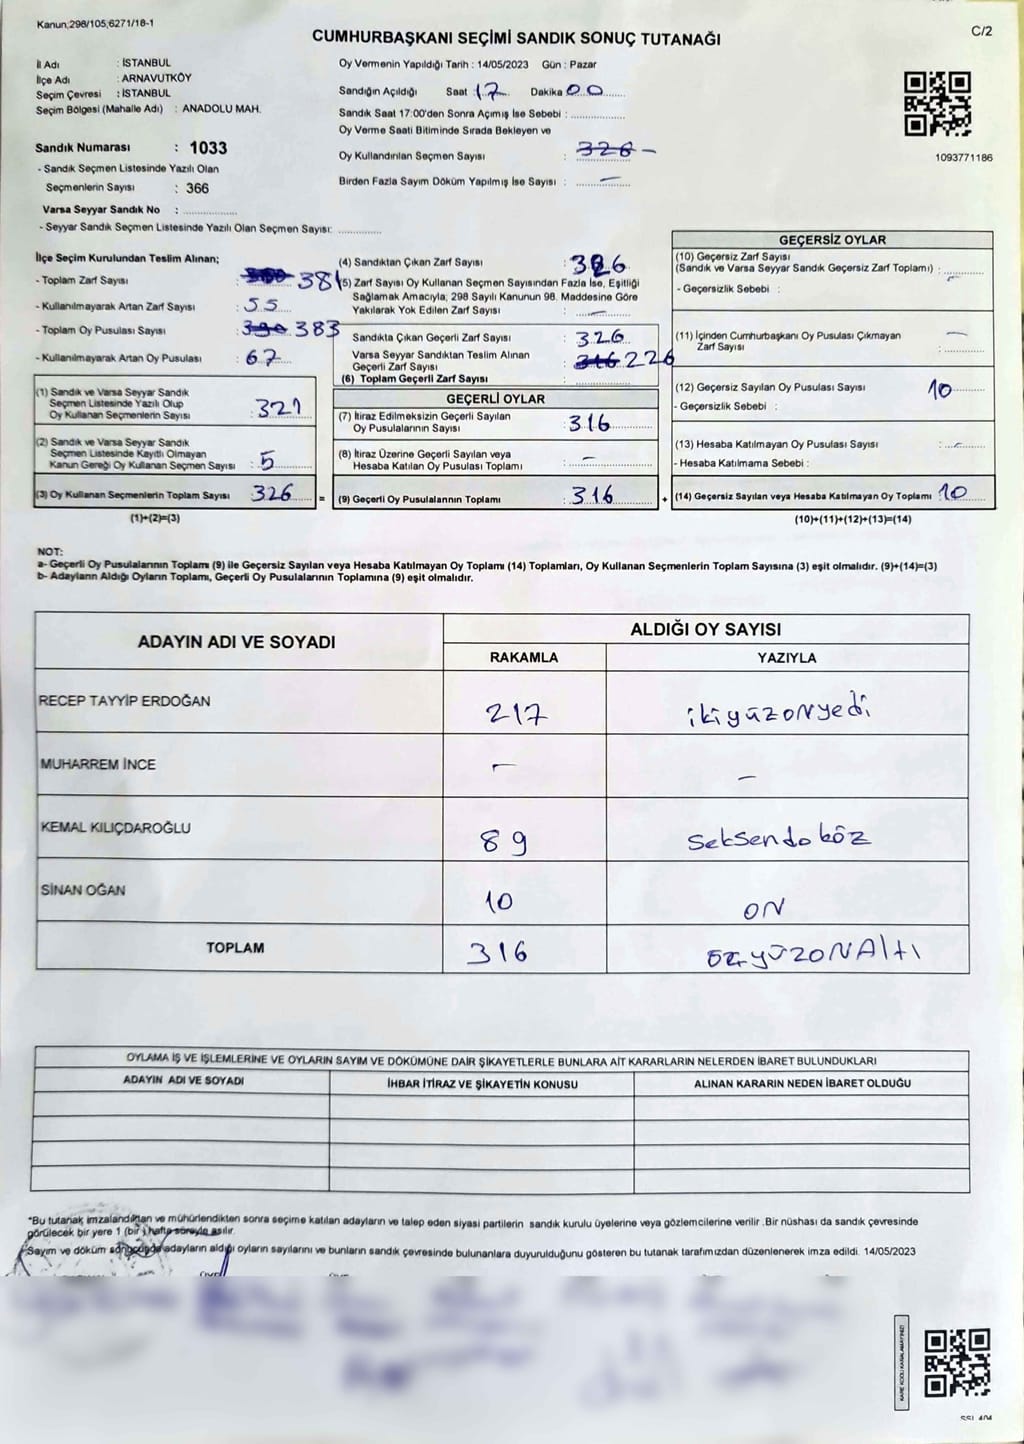 Kanun;298/105,6271/18-1
C/2
CUMHURBAŞKANI SEÇİMİ SANDIK SONUÇ TUTANAĞI
İl Adı : İSTANBUL
İlçe Adı : ARNAVUTKÖY
Seçim Çevresi : İSTANBUL
Seçim Bölgesi (Mahalle Adı) : ANADOLU MAH.
Sandık Numarası : 1033
- Sandık Seçmen Listesinde Yazılı Olan
Seçmenlerin Sayısı : 366
Varsa Seyyar Sandık No : ..................
- Seyyar Sandık Seçmen Listesinde Yazılı Olan Seçmen Sayısı: ..............
Oy Vermenin Yapıldığı Tarih : 14/05/2023 Gün : Pazar
Sandığın Açıldığı Saat : 17 Dakika 00
Sandık Saat 17:00'den Sonra Açımış İse Sebebi : ..................
Oy Verme Saati Bitiminde Sırada Bekleyen ve
Oy Kullandırılan Seçmen Sayısı : 326 -
Birden Fazla Sayım Döküm Yapılmış İse Sayısı : -
1093771186
İlçe Seçim Kurulundan Teslim Alınan;
- Toplam Zarf Sayısı : 381
- Kullanılmayarak Artan Zarf Sayısı : 55
- Toplam Oy Pusulası Sayısı : 383
- Kullanılmayarak Artan Oy Pusulası : 67
(1) Sandık ve Varsa Seyyar Sandık
Seçmen Listesinde Yazılı Olup
Oy Kullanan Seçmenlerin Sayısı : 321
(2) Sandık ve Varsa Seyyar Sandık
Seçmen Listesinde Kayıtlı Olmayan
Kanun Gereği Oy Kullanan Seçmen Sayısı : 5
(3) Oy Kullanan Seçmenlerin Toplam Sayısı : 326 =
(1)+(2)=(3)
(4) Sandıktan Çıkan Zarf Sayısı : 326
(5) Zarf Sayısı Oy Kullanan Seçmen Sayısından Fazla İse, Eşitliği
Sağlamak Amacıyla; 298 Sayılı Kanunun 98. Maddesine Göre
Yakılarak Yok Edilen Zarf Sayısı : -
Sandıkta Çıkan Geçerli Zarf Sayısı : 326
Varsa Seyyar Sandıktan Teslim Alınan
Geçerli Zarf Sayısı : 316 226
(6) Toplam Geçerli Zarf Sayısı
GEÇERLİ OYLAR
(7) İtiraz Edilmeksizin Geçerli Sayılan
Oy Pusulalarının Sayısı : 316
(8) İtiraz Üzerine Geçerli Sayılan veya
Hesaba Katılan Oy Pusulası Toplamı : -
(9) Geçerli Oy Pusulalarının Toplamı : 316 +
GEÇERSİZ OYLAR
(10) Geçersiz Zarf Sayısı
(Sandık ve Varsa Seyyar Sandık Geçersiz Zarf Toplamı) : -
- Geçersizlik Sebebi :
(11) İçinden Cumhurbaşkanı Oy Pusulası Çıkmayan
Zarf Sayısı : -
(12) Geçersiz Sayılan Oy Pusulası Sayısı : 10
- Geçersizlik Sebebi :
(13) Hesaba Katılmayan Oy Pusulası Sayısı : -
- Hesaba Katılmama Sebebi :
(14) Geçersiz Sayılan veya Hesaba Katılmayan Oy Toplamı : 10
(10)+(11)+(12)+(13)=(14)
NOT:
a- Geçerli Oy Pusulalarının Toplamı (9) ile Geçersiz Sayılan veya Hesaba Katılmayan Oy Toplamı (14) Toplamları, Oy Kullanan Seçmenlerin Toplam Sayısına (3) eşit olmalıdır. (9)+(14)=(3)
b- Adayların Aldığı Oyların Toplamı, Geçerli Oy Pusulalarının Toplamına (9) eşit olmalıdır.
ADAYIN ADI VE SOYADI
ALDIĞI OY SAYISI
RAKAMLA YAZIYLA
RECEP TAYYİP ERDOĞAN 217 ikiyüzonyedi
MUHARREM İNCE - -
KEMAL KILIÇDAROĞLU 89 seksendoköz
SİNAN OĞAN 10 ON
TOPLAM 316 üçyüzONAltı
OYLAMA İŞ VE İŞLEMLERİNE VE OYLARIN SAYIM VE DÖKÜMÜNE DAİR ŞİKAYETLERLE BUNLARA AİT KARARLARIN NELERDEN İBARET BULUNDUKLARI
ADAYIN ADI VE SOYADI İHBAR İTİRAZ VE ŞİKAYETİN KONUSU ALINAN KARARIN NEDEN İBARET OLDUĞU
*Bu tutanak imzalandıktan ve mühürlendikten sonra seçime katılan adayların ve talep eden siyasi partilerin sandık kurulu üyelerine veya gözlemcilerine verilir .Bir nüshası da sandık çevresinde
görülecek bir yere 1 (bir) hafta süreyle asılır.
Sayım ve döküm sonucunda adayların aldığı oyların sayılarını ve bunların sandık çevresinde bulunanlara duyurulduğunu gösteren bu tutanak tarafımızdan düzenlenerek imza edildi. 14/05/2023
KARE KODU KARALAMAYINIZ!